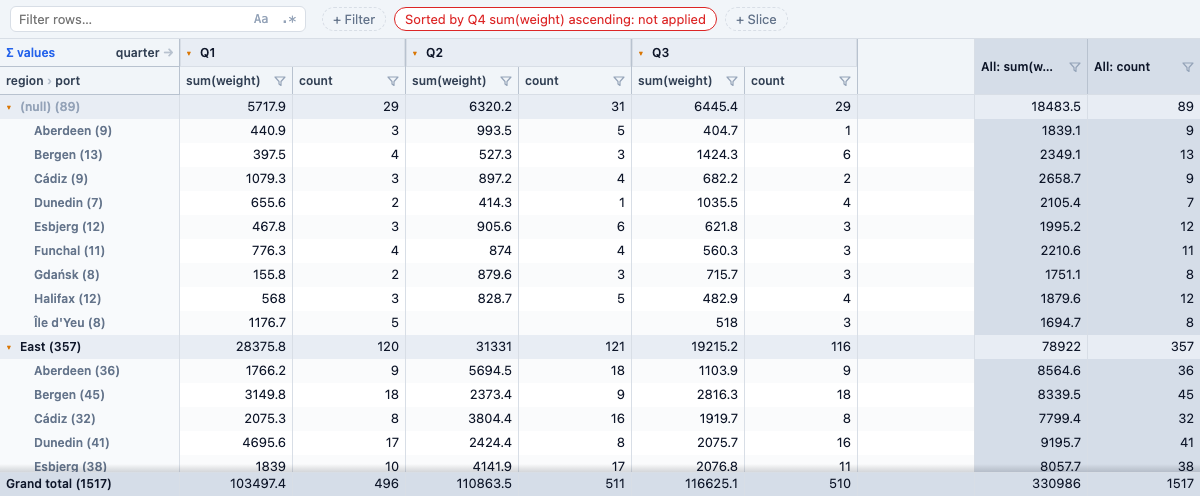 Filter rows... Aa .* + Filter Sorted by Q4 sum(weight) ascending: not applied + Slice
Σ values quarter → Q1 Q2 Q3 All: sum(w... All: count
region › port sum(weight) count sum(weight) count sum(weight) count
(null) (89) 5717.9 29 6320.2 31 6445.4 29 18483.5 89
Aberdeen (9) 440.9 3 993.5 5 404.7 1 1839.1 9
Bergen (13) 397.5 4 527.3 3 1424.3 6 2349.1 13
Cádiz (9) 1079.3 3 897.2 4 682.2 2 2658.7 9
Dunedin (7) 655.6 2 414.3 1 1035.5 4 2105.4 7
Esbjerg (12) 467.8 3 905.6 6 621.8 3 1995.2 12
Funchal (11) 776.3 4 874 4 560.3 3 2210.6 11
Gdańsk (8) 155.8 2 879.6 3 715.7 3 1751.1 8
Halifax (12) 568 3 828.7 5 482.9 4 1879.6 12
Île d'Yeu (8) 1176.7 5 518 3 1694.7 8
East (357) 28375.8 120 31331 121 19215.2 116 78922 357
Aberdeen (36) 1766.2 9 5694.5 18 1103.9 9 8564.6 36
Bergen (45) 3149.8 18 2373.4 9 2816.3 18 8339.5 45
Cádiz (32) 2075.3 8 3804.4 16 1919.7 8 7799.4 32
Dunedin (41) 4695.6 17 2424.4 8 2075.7 16 9195.7 41
Esbjerg (38) 1839 10 4141.9 17 2076.8 11 8057.7 38
Grand total (1517) 103497.4 496 110863.5 511 116625.1 510 330986 1517